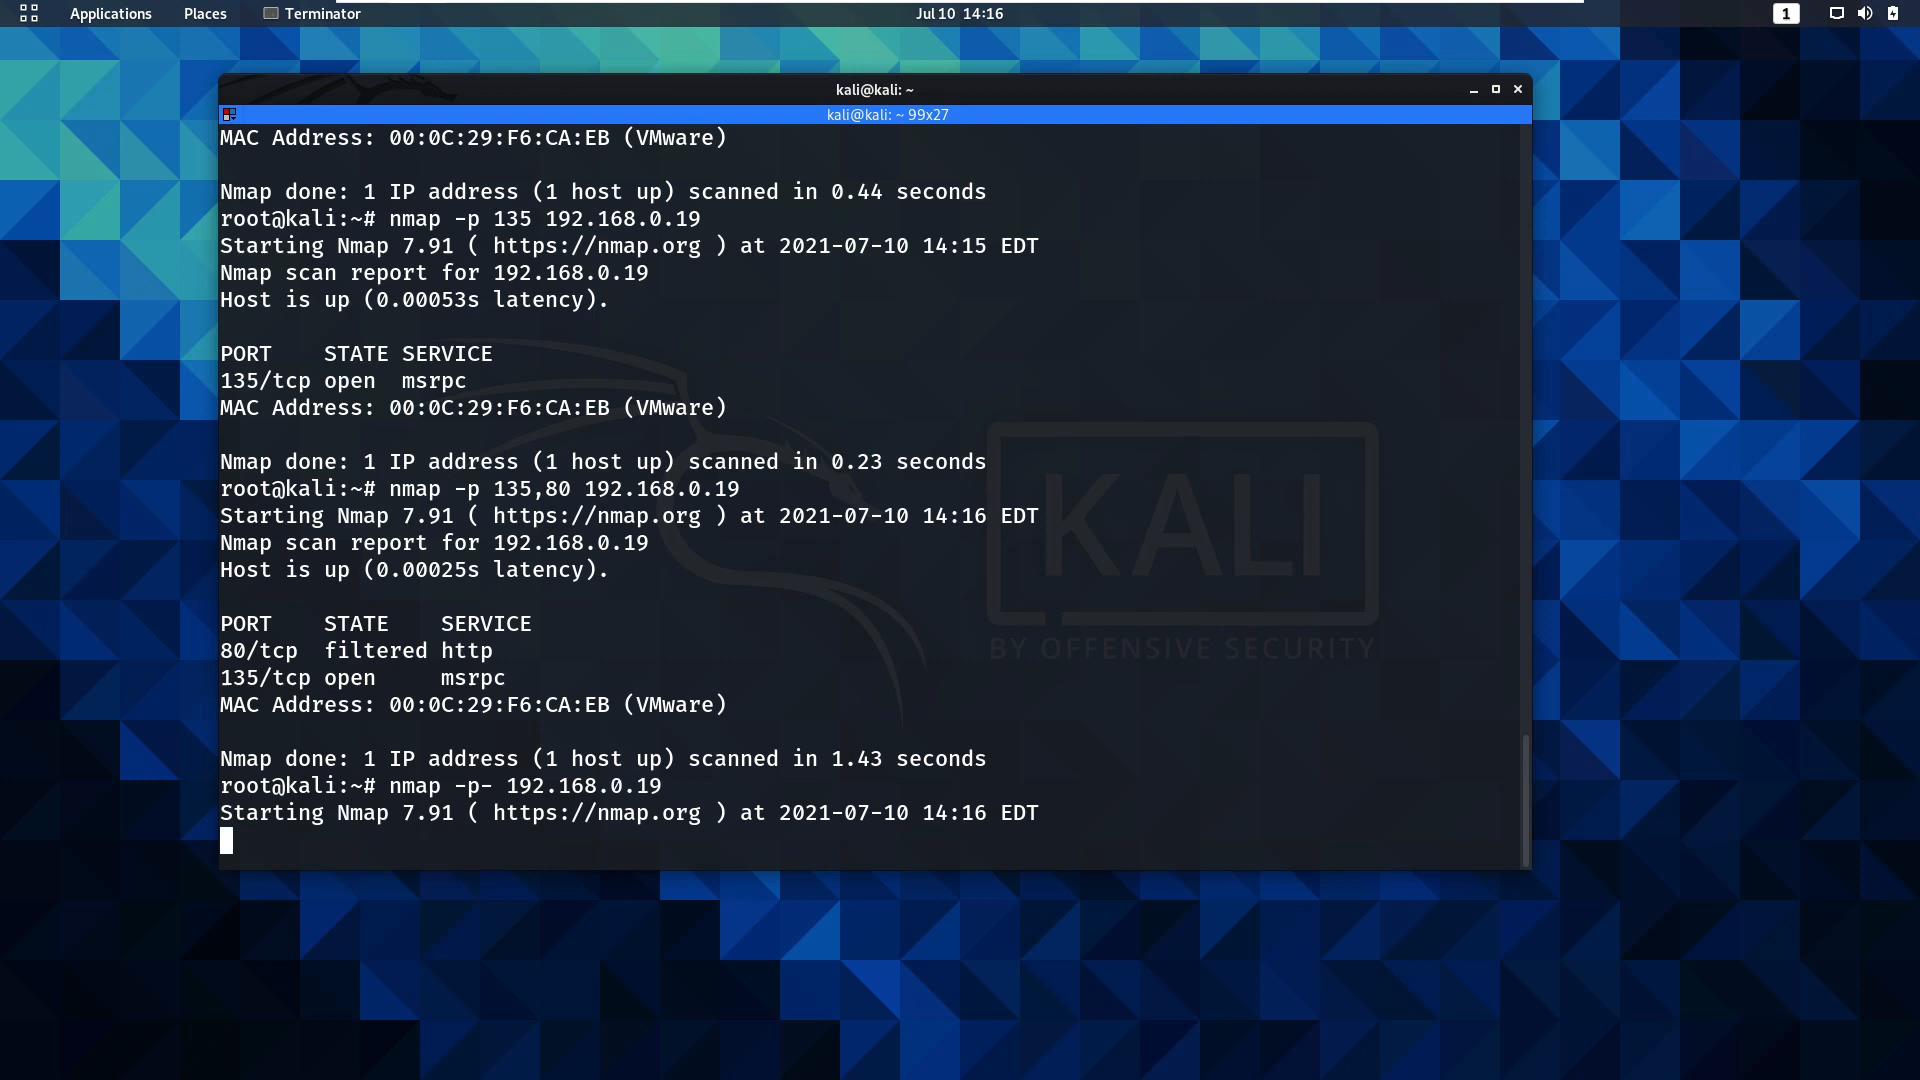 Applications Places Terminator Jul 10 14:16 1
kali@kali: ~
kali@kali: ~ 99x27
MAC Address: 00:0C:29:F6:CA:EB (VMware)
Nmap done: 1 IP address (1 host up) scanned in 0.44 seconds
root@kali:~# nmap -p 135 192.168.0.19
Starting Nmap 7.91 ( https://nmap.org ) at 2021-07-10 14:15 EDT
Nmap scan report for 192.168.0.19
Host is up (0.00053s latency).
PORT    STATE SERVICE
135/tcp open  msrpc
MAC Address: 00:0C:29:F6:CA:EB (VMware)
Nmap done: 1 IP address (1 host up) scanned in 0.23 seconds
root@kali:~# nmap -p 135,80 192.168.0.19
Starting Nmap 7.91 ( https://nmap.org ) at 2021-07-10 14:16 EDT
Nmap scan report for 192.168.0.19
Host is up (0.00025s latency).
PORT    STATE    SERVICE
80/tcp  filtered http
135/tcp open     msrpc
MAC Address: 00:0C:29:F6:CA:EB (VMware)
Nmap done: 1 IP address (1 host up) scanned in 1.43 seconds
root@kali:~# nmap -p- 192.168.0.19
Starting Nmap 7.91 ( https://nmap.org ) at 2021-07-10 14:16 EDT
KALI
BY OFFENSIVE SECURITY